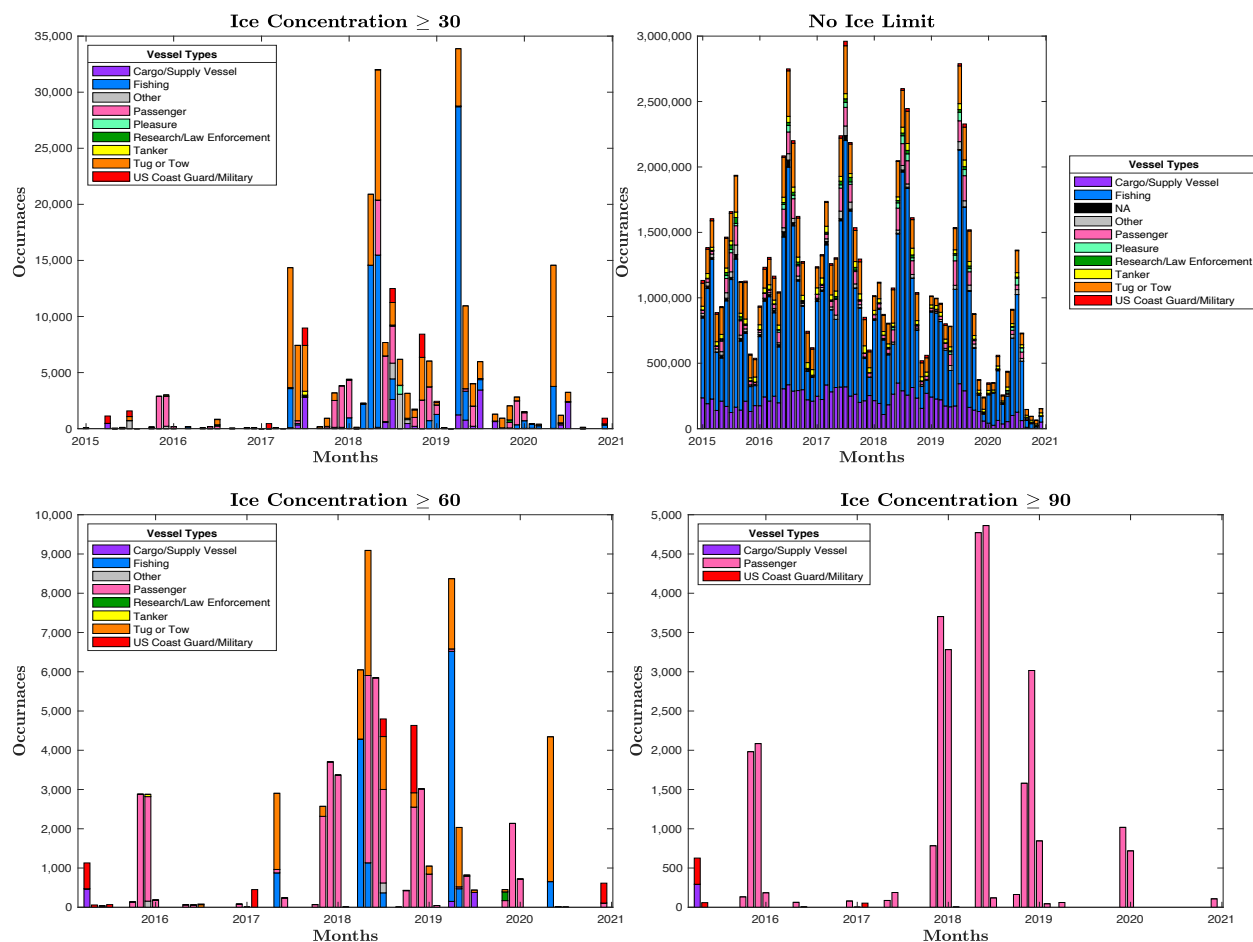 Ice Concentration ≥ 30
35,000
30,000
25,000
20,000
15,000
10,000
5,000
0
Occurnaces
Vessel Types
Cargo/Supply Vessel
Fishing
Other
Passenger
Pleasure
Research/Law Enforcement
Tanker
Tug or Tow
US Coast Guard/Military
2015 2016 2017 2018 2019 2020 2021
Months
No Ice Limit
2015 2016 2017 2018 2019 2020 2021
3,000,000
2,500,000
2,000,000
1,500,000
1,000,000
500,000
0
Occurances
2015 2016 2017 2018 2019 2020 2021
Months
Vessel Types
Cargo/Supply Vessel
Fishing
NA
Other
Passenger
Pleasure
Research/Law Enforcement
Tanker
Tug or Tow
US Coast Guard/Military
Ice Concentration ≥ 60
10,000
9,000
8,000
7,000
6,000
5,000
4,000
3,000
2,000
1,000
0
Occurnaces
Vessel Types
Cargo/Supply Vessel
Fishing
Other
Passenger
Research/Law Enforcement
Tanker
Tug or Tow
US Coast Guard/Military
2016 2017 2018 2019 2020 2021
Months
Ice Concentration ≥ 90
5,000
4,500
4,000
3,500
3,000
2,500
2,000
1,500
1,000
500
0
Occurnaces
Vessel Types
Cargo/Supply Vessel
Passenger
US Coast Guard/Military
2016 2017 2018 2019 2020 2021
Months